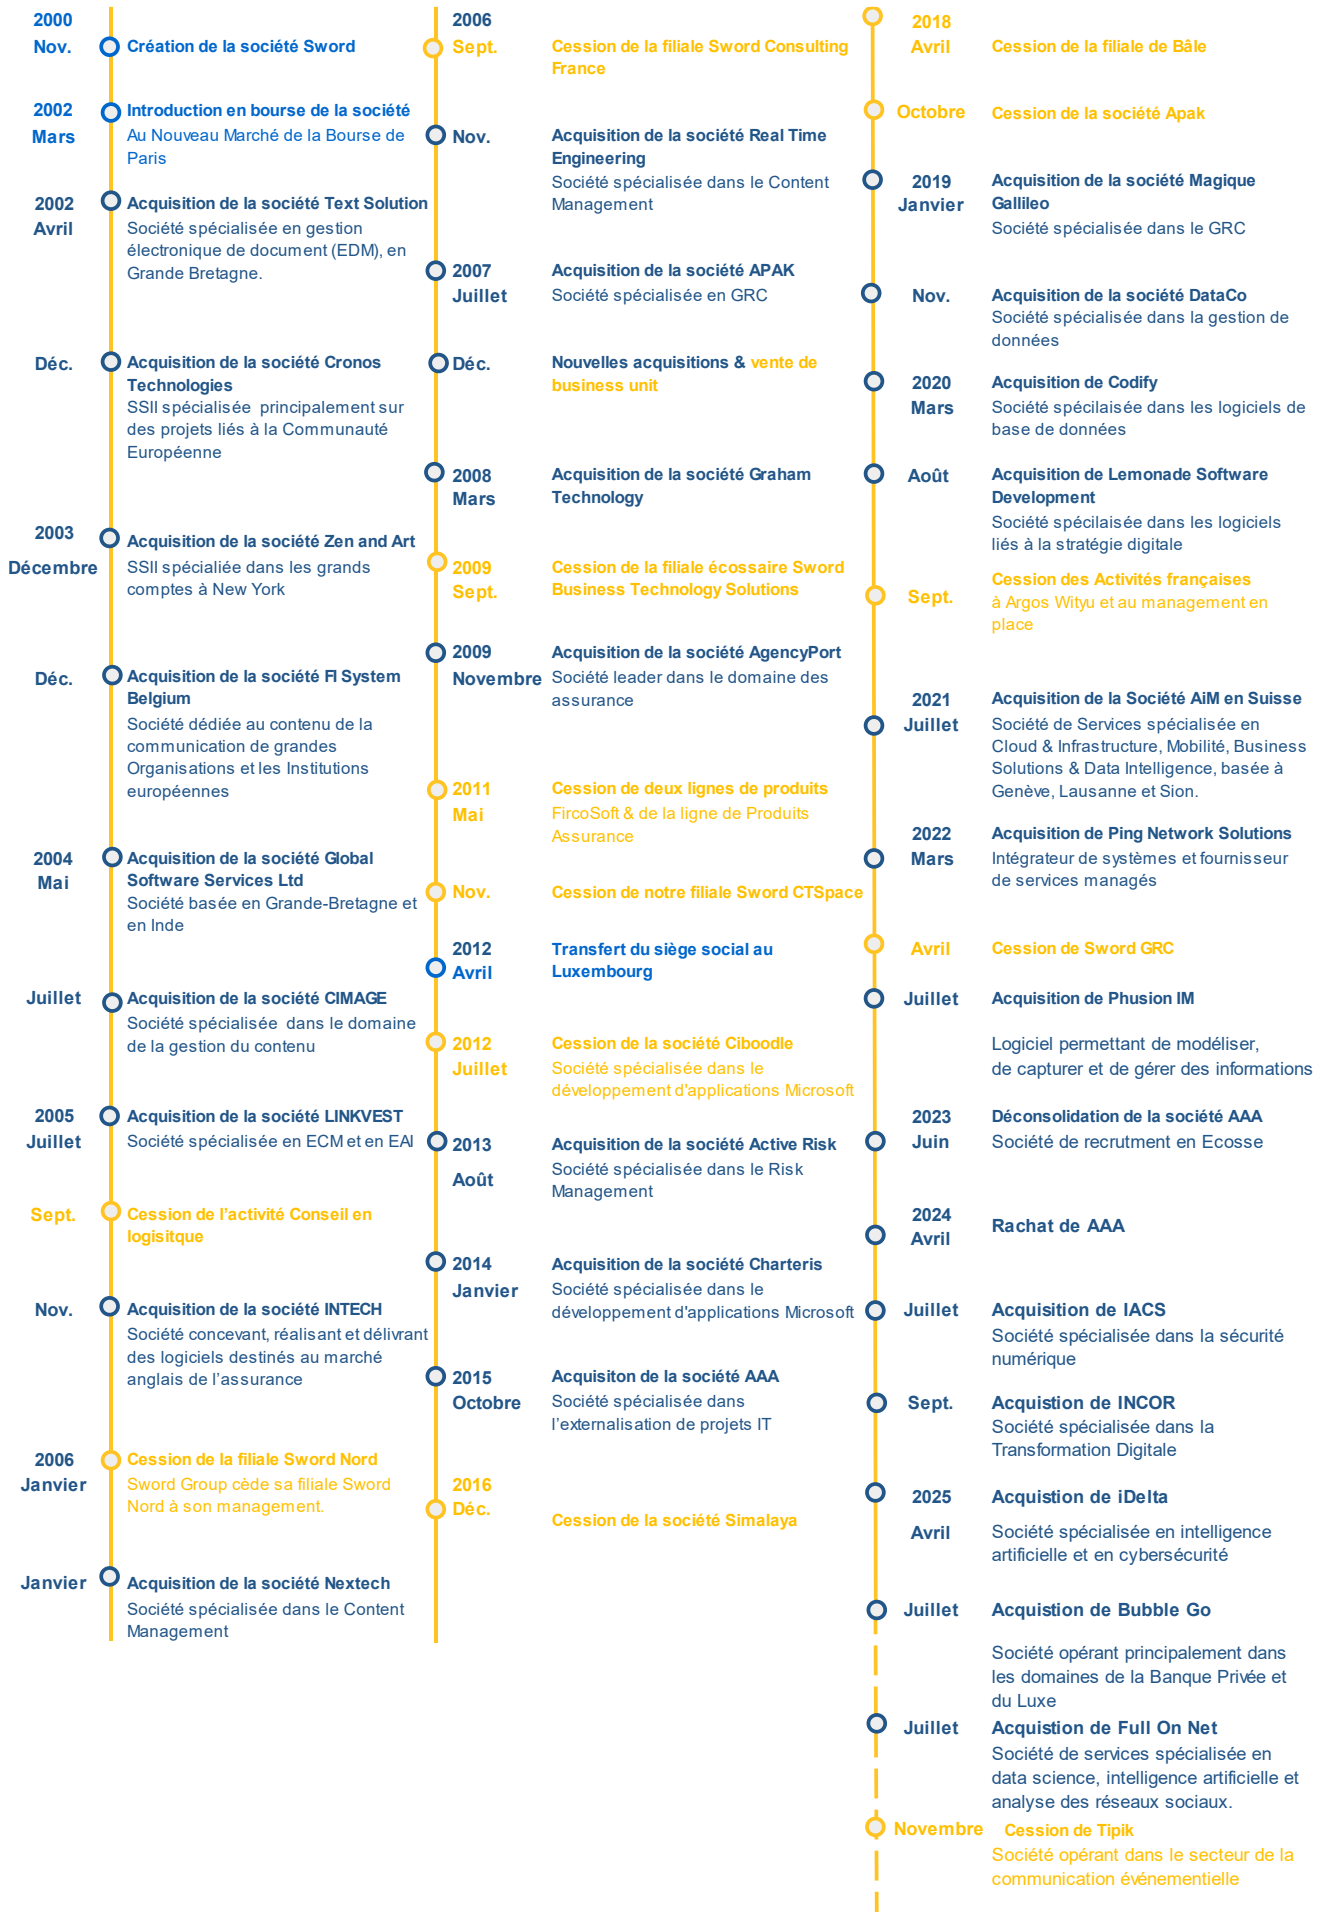 2000
Nov.
Création de la société Sword
2002
Mars
Introduction en bourse de la société
Au Nouveau Marché de la Bourse de
Paris
2002
Avril
Acquisition de la société Text Solution
Société spécialisée en gestion
électronique de document (EDM), en
Grande Bretagne.
Déc.
Acquisition de la société Cronos
Technologies
SSII spécialisée principalement sur
des projets liés à la Communauté
Européenne
2003
Décembre
Acquisition de la société Zen and Art
SSII spécialiée dans les grands
comptes à New York
Déc.
Acquisition de la société FI System
Belgium
Société dédiée au contenu de la
communication de grandes
Organisations et les Institutions
européennes
2004
Mai
Acquisition de la société Global
Software Services Ltd
Société basée en Grande-Bretagne et
en Inde
Juillet
Acquisition de la société CIMAGE
Société spécialisée dans le domaine
de la gestion du contenu
2005
Juillet
Acquisition de la société LINKVEST
Société spécialisée en ECM et en EAI
Sept.
Cession de l’activité Conseil en
logisitque
Nov.
Acquisition de la société INTECH
Société concevant, réalisant et délivrant
des logiciels destinés au marché
anglais de l’assurance
2006
Janvier
Cession de la filiale Sword Nord
Sword Group cède sa filiale Sword
Nord à son management.
Janvier
Acquisition de la société Nextech
Société spécialisée dans le Content
Management
2006
Sept.
Cession de la filiale Sword Consulting
France
Nov.
Acquisition de la société Real Time
Engineering
Société spécialisée dans le Content
Management
2007
Juillet
Acquisition de la société APAK
Société spécialisée en GRC
Déc.
Nouvelles acquisitions & vente de
business unit
2008
Mars
Acquisition de la société Graham
Technology
2009
Sept.
Cession de la filiale écossaire Sword
Business Technology Solutions
2009
Novembre
Acquisition de la société AgencyPort
Société leader dans le domaine des
assurance
2011
Mai
Cession de deux lignes de produits
FircoSoft & de la ligne de Produits
Assurance
Nov.
Cession de notre filiale Sword CTSpace
2012
Avril
Transfert du siège social au
Luxembourg
2012
Juillet
Cession de la société Ciboodle
Société spécialisée dans le
développement d'applications Microsoft
2013
Août
Acquisition de la société Active Risk
Société spécialisée dans le Risk
Management
2014
Janvier
Acquisition de la société Charteris
Société spécialisée dans le
développement d'applications Microsoft
2015
Octobre
Acquisiton de la société AAA
Société spécialisée dans
l’externalisation de projets IT
2016
Déc.
Cession de la société Simalaya
2018
Avril
Cession de la filiale de Bâle
Octobre
Cession de la société Apak
2019
Janvier
Acquisition de la société Magique
Gallileo
Société spécialisée dans le GRC
Nov.
Acquisition de la société DataCo
Société spécialisée dans la gestion de
données
2020
Mars
Acquisition de Codify
Société spécilaisée dans les logiciels de
base de données
Août
Acquisition de Lemonade Software
Development
Société spécilaisée dans les logiciels
liés à la stratégie digitale
Sept.
Cession des Activités françaises
à Argos Wityu et au management en
place
2021
Juillet
Acquisition de la Société AiM en Suisse
Société de Services spécialisée en
Cloud & Infrastructure, Mobilité, Business
Solutions & Data Intelligence, basée à
Genève, Lausanne et Sion.
2022
Mars
Acquisition de Ping Network Solutions
Intégrateur de systèmes et fournisseur
de services managés
Avril
Cession de Sword GRC
Juillet
Acquisition de Phusion IM
Logiciel permettant de modéliser,
de capturer et de gérer des informations
2023
Juin
Déconsolidation de la société AAA
Société de recrutment en Ecosse
2024
Avril
Rachat de AAA
Juillet
Acquisition de IACS
Société spécialisée dans la sécurité
numérique
Sept.
Acquistion de INCOR
Société spécialisée dans la
Transformation Digitale
2025
Avril
Acquistion de iDelta
Société spécialisée en intelligence
artificielle et en cybersécurité
Juillet
Acquistion de Bubble Go
Société opérant principalement dans
les domaines de la Banque Privée et
du Luxe
Juillet
Acquistion de Full On Net
Société de services spécialisée en
data science, intelligence artificielle et
analyse des réseaux sociaux.
Novembre
Cession de Tipik
Société opérant dans le secteur de la
communication événementielle